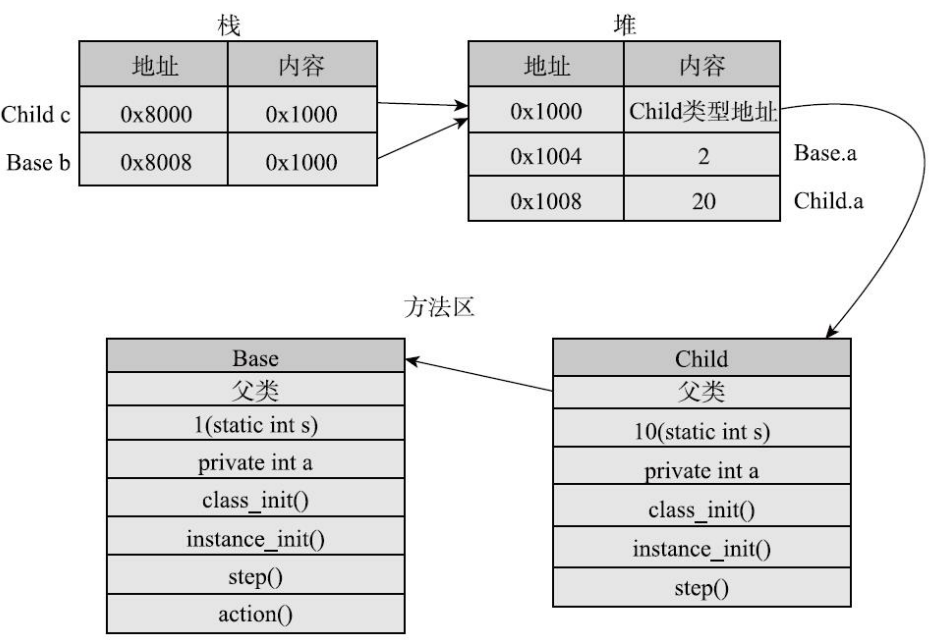 栈
地址 内容
Child c 0x8000 0x1000
Base b 0x8008 0x1000
堆
地址 内容
0x1000 Child类型地址
0x1004 2 Base.a
0x1008 20 Child.a
方法区
Base
父类
1(static int s)
private int a
class_init()
instance_init()
step()
action()
Child
父类
10(static int s)
private int a
class_init()
instance_init()
step()